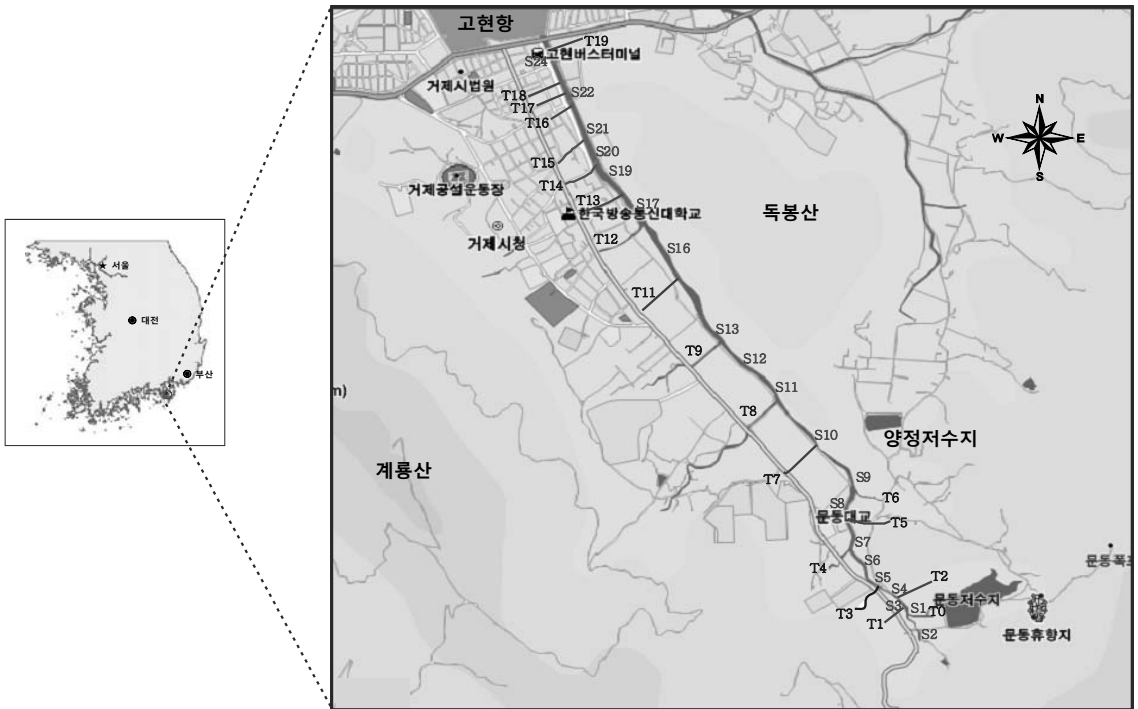 고현항
T19
고현버스터미널
S24
거제시법원
T18
S22
T17
T16
S21
T15
S20
S19
거제공설운동장
T14
T13
S17
한국방송통신대학교
독봉산
거제시청
T12
S16
T11
N
W
E
S
서울
대전
부산
S13
T9
S12
m)
S11
T8
S10
양정저수지
계룡산
T7
S9
T6
S8
문동대교
T5
S7
S6
T4
S5
S4
T2
문동폭포
문동저수지
T3
S3
S1
T0
T1
S2
문동휴향지